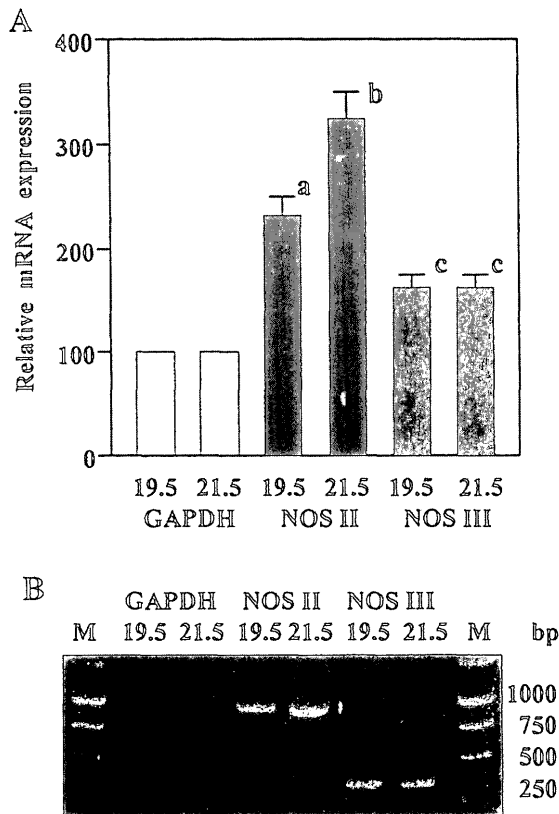 A
Relative mRNA expression
400
300
200
100
0
a
b
c
c
19.5 21.5 19.5 21.5 19.5 21.5
GAPDH NOS II NOS III
B
GAPDH NOS II NOS III
M 19.5 21.5 19.5 21.5 19.5 21.5 M bp
1000
750
500
250